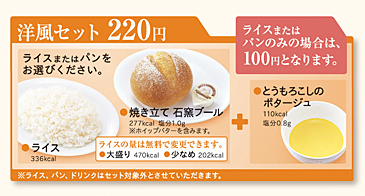 洋風セット 220円
ライスまたは
パンのみの場合は、
100円となります。
ライスまたはパンを
お選びください。
●ライス
336kcal
●焼き立て 石窯ブール
277kcal 塩分1.0g
※ホイップバターを含みます。
ライスの量は無料で変更できます。
●大盛り 470kcal ●少なめ 202kcal
+
●とうもろこしの
ポタージュ
110kcal
塩分0.8g
※ライス、パン、ドリンクはセット対象外とさせていただきます。